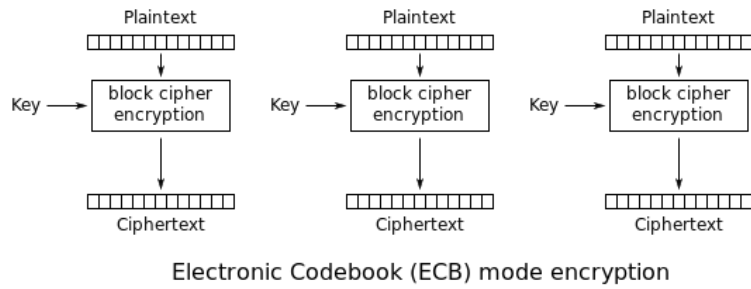 Plaintext
Plaintext
Plaintext
Key
block cipher
encryption
Key
block cipher
encryption
Key
block cipher
encryption
Ciphertext
Ciphertext
Ciphertext
Electronic Codebook (ECB) mode encryption